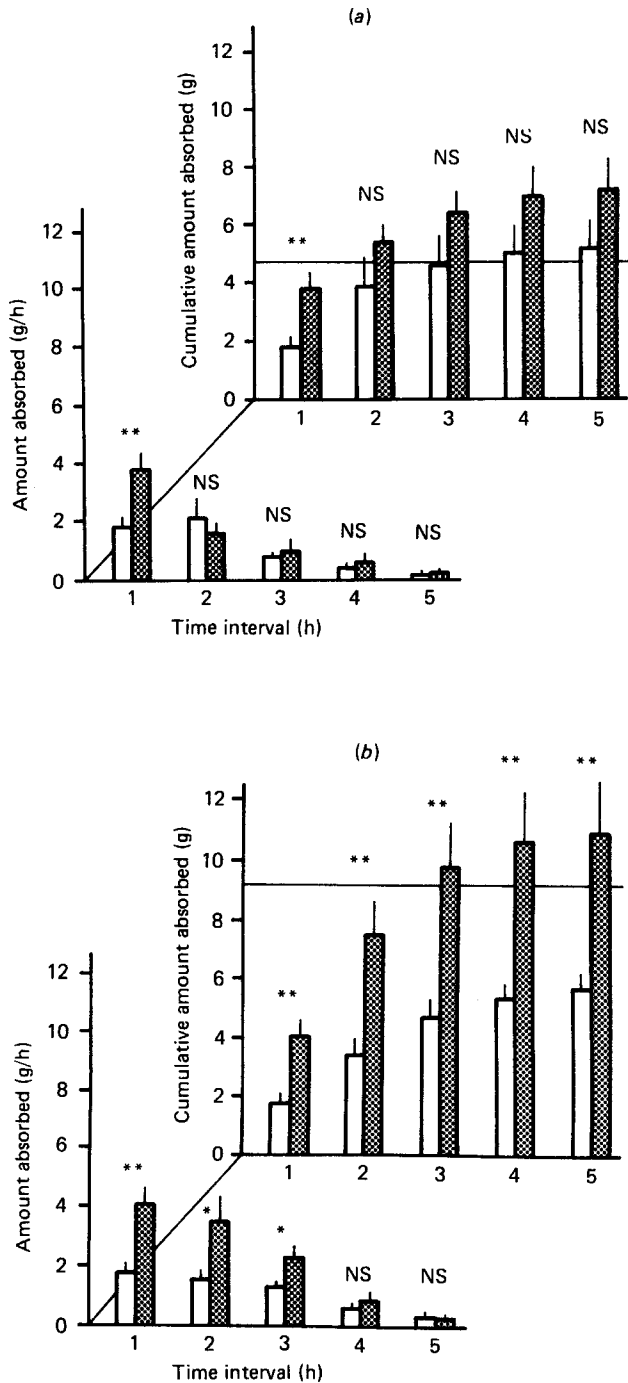 (a)
Cumulative amount absorbed (g)
12
10
8
6
4
2
0
** NS NS NS NS
1 2 3 4 5
Amount absorbed (g/h)
12
10
8
6
4
2
0
** NS NS NS NS
1 2 3 4 5
Time interval (h)
(b)
Cumulative amount absorbed (g)
12
10
8
6
4
2
0
** ** ** ** **
1 2 3 4 5
Amount absorbed (g/h)
12
10
8
6
4
2
0
** * * NS NS
1 2 3 4 5
Time interval (h)